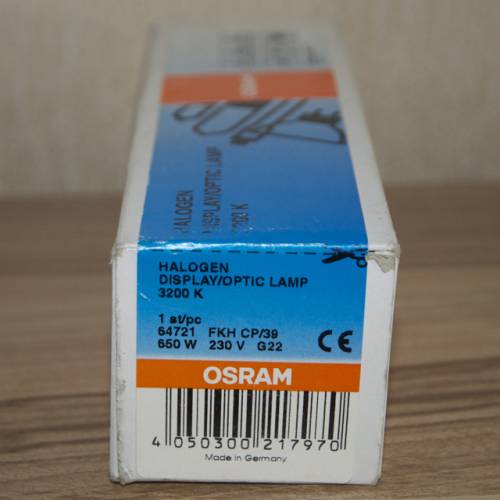 OSRAM
HALOGEN
DISPLAY/OPTIC LAMP
3200 K
HALOGEN
DISPLAY/OPTIC LAMP
3200 K
1 st/pc
64721 FKH CP/39
650 W 230 V G22
CE
OSRAM
4 050300 217970
Made in Germany